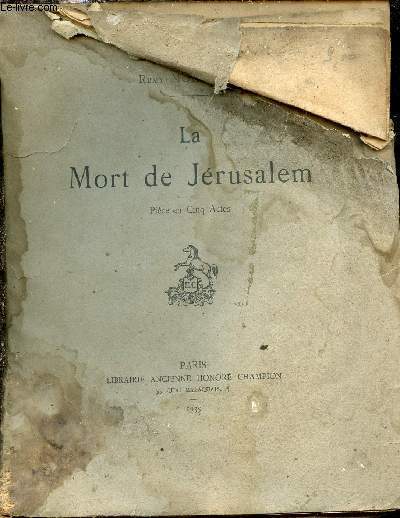 Le-livre.com
La
Mort de Jérusalem
Pièce en Cinq Actes
H.C
PARIS
LIBRAIRIE ANCIENNE HONORÉ CHAMPION